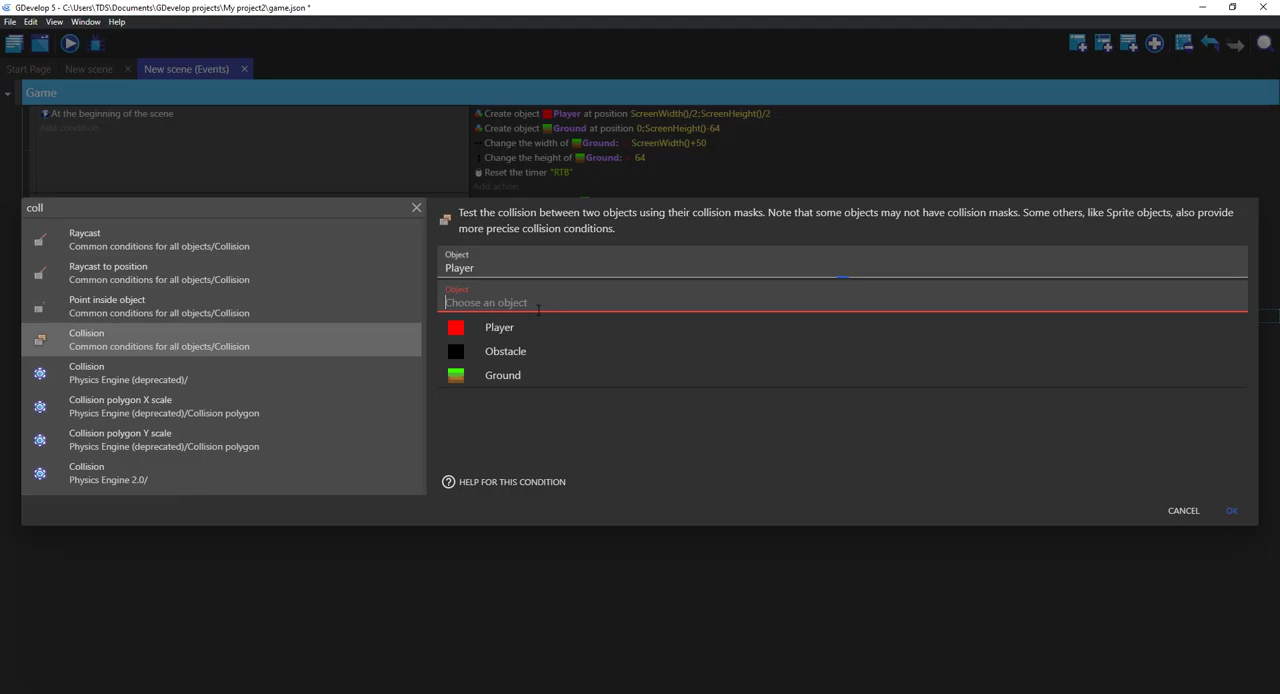 GDevelop 5 - C:\Users\TDS\Documents\GDevelop projects\My project2\game.json *
File Edit View Window Help
Start Page New scene × New scene (Events) ×
Game
At the beginning of the scene
Add condition
Create object Player at position ScreenWidth()/2;ScreenHeight()/2
Create object Ground at position 0;ScreenHeight()-64
Change the width of Ground: ScreenWidth()+50
Change the height of Ground: 64
Reset the timer "RTB"
Add action
coll
Raycast
Common conditions for all objects/Collision
Raycast to position
Common conditions for all objects/Collision
Point inside object
Common conditions for all objects/Collision
Collision
Common conditions for all objects/Collision
Collision
Physics Engine (deprecated)/
Collision polygon X scale
Physics Engine (deprecated)/Collision polygon
Collision polygon Y scale
Physics Engine (deprecated)/Collision polygon
Collision
Physics Engine 2.0/
Test the collision between two objects using their collision masks. Note that some objects may not have collision masks. Some others, like Sprite objects, also provide
more precise collision conditions.
Object
Player
Object
Choose an object
Player
Obstacle
Ground
HELP FOR THIS CONDITION
CANCEL OK